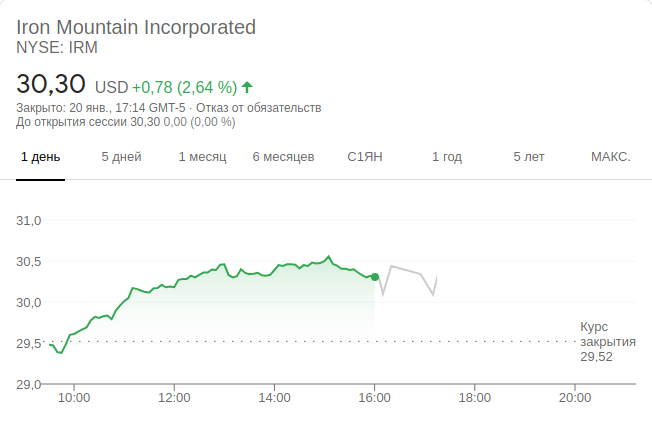 Iron Mountain Incorporated
NYSE: IRM
30,30 USD +0,78 (2,64 %)
Закрыто: 20 янв., 17:14 GMT-5 · Отказ от обязательств
До открытия сессии 30,30 0,00 (0,00 %)
1 день 5 дней 1 месяц 6 месяцев С1ЯН 1 год 5 лет МАКС.
31,0
30,5
30,0
29,5
29,0
Курс
закрытия
29,52
10:00 12:00 14:00 16:00 18:00 20:00